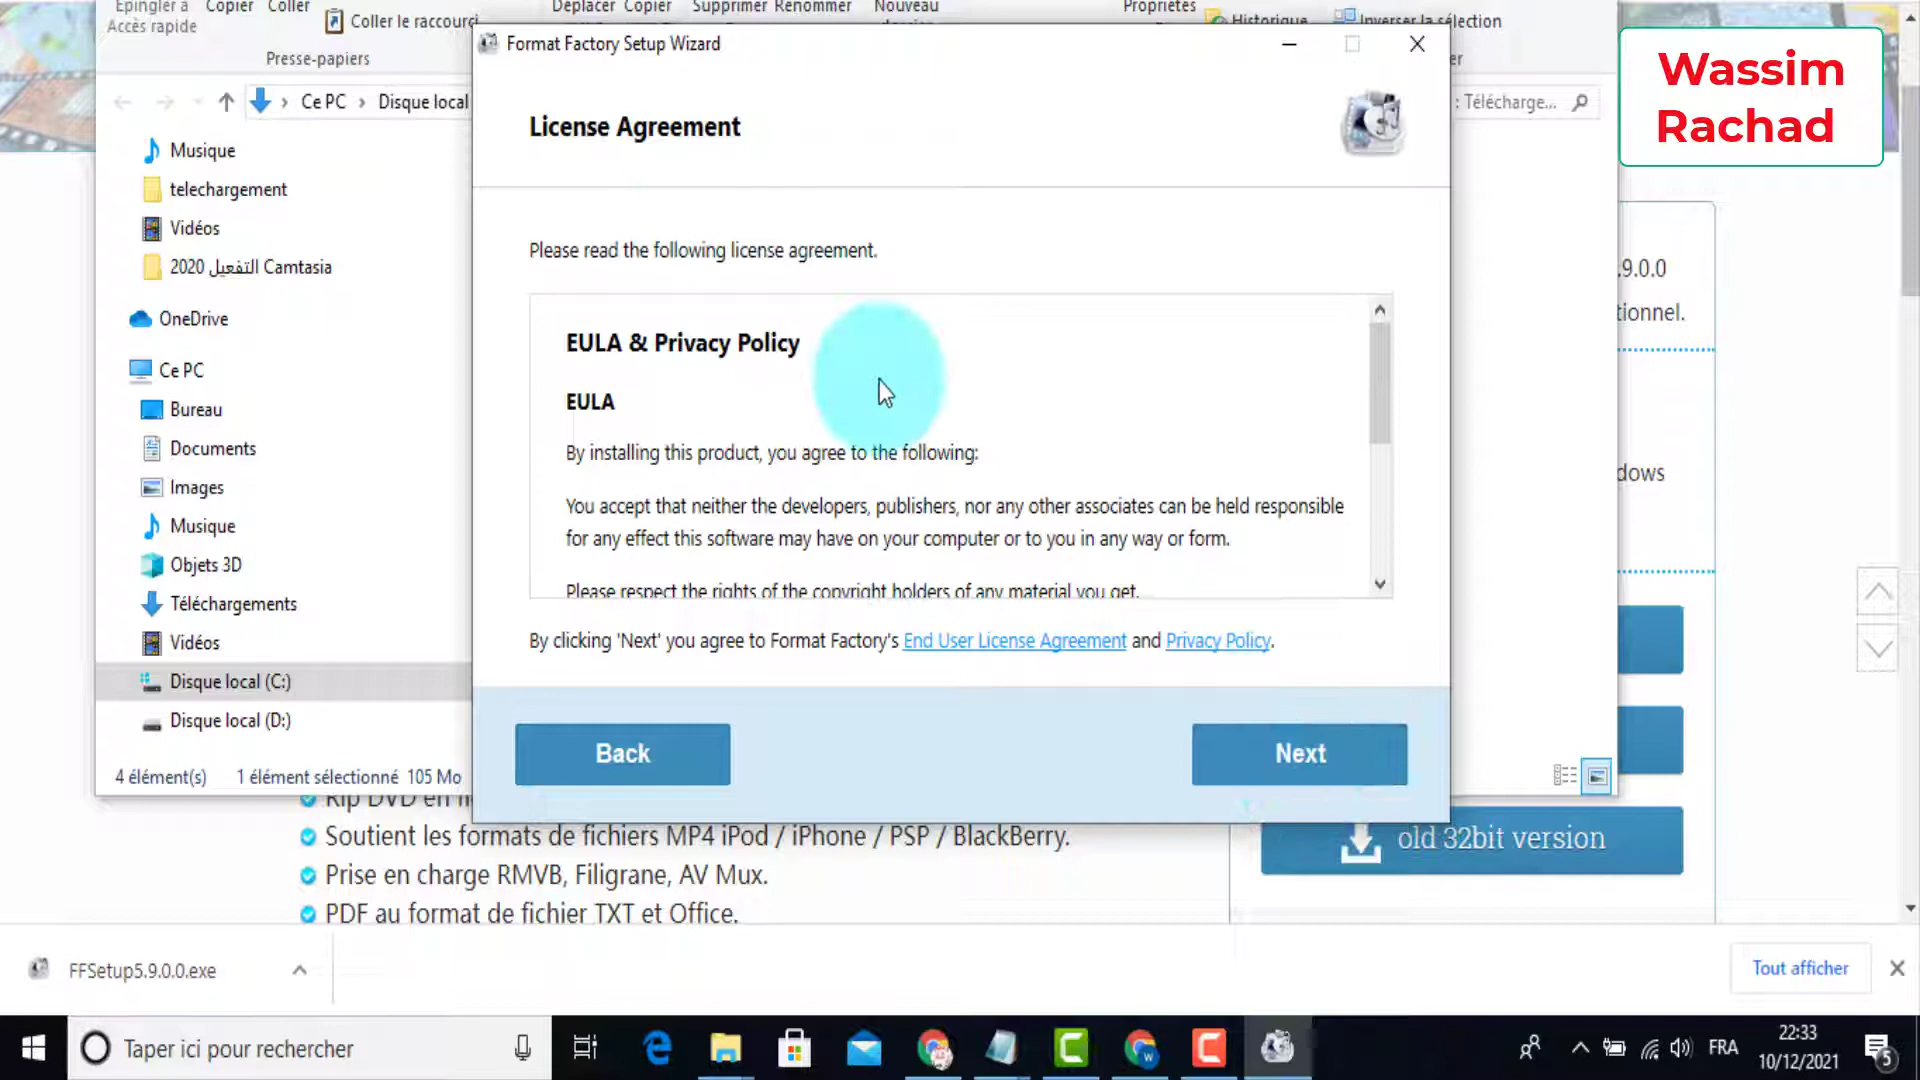 Épingler à
Accès rapide
Copier
Coller
Coller le raccourci
Presse-papiers
Déplacer Copier
Supprimer Renommer
Nouveau
Propriétés
Historique
Inverser la sélection
Format Factory Setup Wizard
Wassim
Rachad
Ce PC
Disque local
Télécharge...
License Agreement
Musique
telechargement
Vidéos
Camtasia التفعيل 2020
OneDrive
Ce PC
Bureau
Documents
Images
Musique
Objets 3D
Téléchargements
Vidéos
Disque local (C:)
Disque local (D:)
4 élément(s)
1 élément sélectionné 105 Mo
Please read the following license agreement.
EULA & Privacy Policy
EULA
By installing this product, you agree to the following:
You accept that neither the developers, publishers, nor any other associates can be held responsible
for any effect this software may have on your computer or to you in any way or form.
Please respect the rights of the copyright holders of any material you get.
By clicking 'Next' you agree to Format Factory's End User License Agreement and Privacy Policy.
Back
Next
.9.0.0
tionnel.
dows
old 32bit version
Rip DVD en
Soutient les formats de fichiers MP4 iPod / iPhone / PSP / BlackBerry.
Prise en charge RMVB, Filigrane, AV Mux.
PDF au format de fichier TXT et Office.
FFSetup5.9.0.0.exe
Tout afficher
Taper ici pour rechercher
FRA
22:33
10/12/2021
5